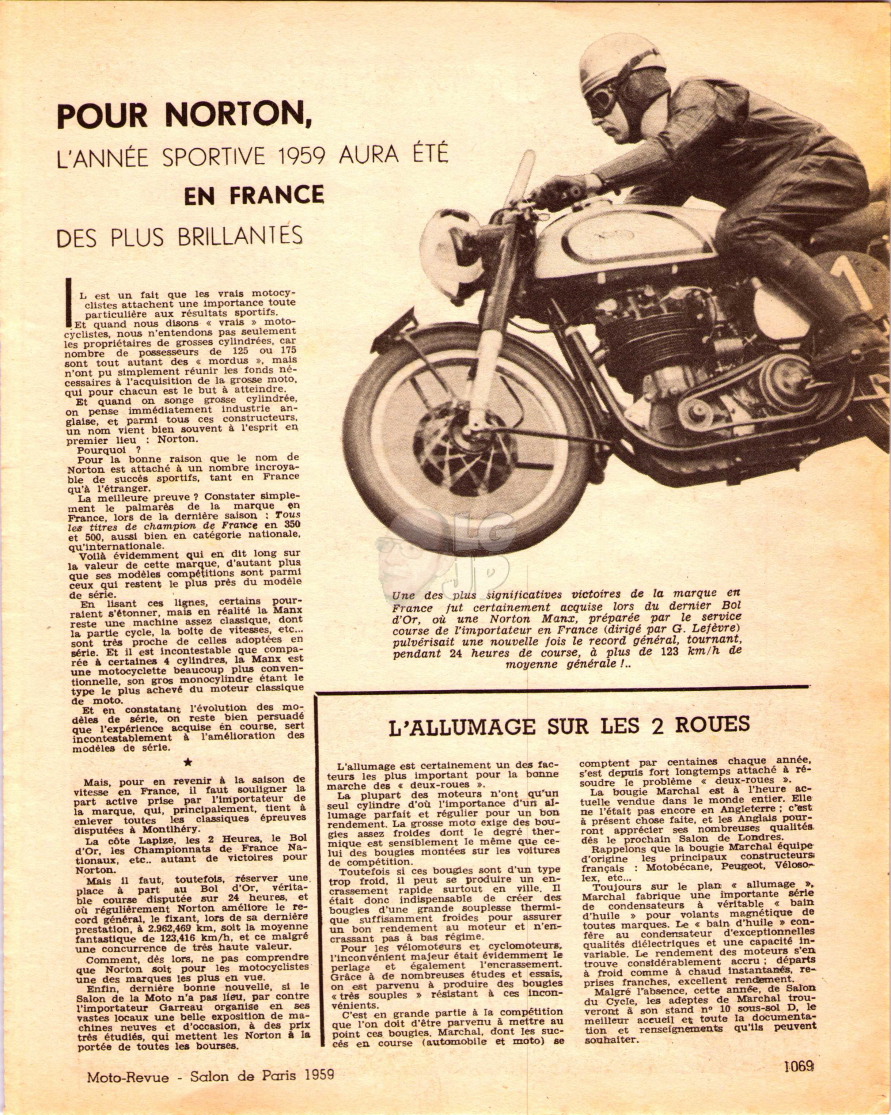 POUR NORTON,
L'ANNÉE SPORTIVE 1959 AURA ÉTÉ
EN FRANCE
DES PLUS BRILLANTES
IL est un fait que les vrais motocy-
clistes attachent une importance toute
particulière aux résultats sportifs.
Et quand nous disons « vrais » moto-
cyclistes, nous n'entendons pas seulement
les propriétaires de grosses cylindrées, car
nombre de possesseurs de 125 ou 175
sont tout autant des « mordus », mais
n'ont pu simplement réunir les fonds né-
cessaires à l'acquisition de la grosse moto,
qui pour chacun est le but à atteindre.
Et quand on songe grosse cylindrée,
on pense immédiatement industrie an-
glaise, et parmi tous ces constructeurs,
un nom vient bien souvent à l'esprit en
premier lieu : Norton.
Pourquoi ?
Pour la bonne raison que le nom de
Norton est attaché à un nombre incroya-
ble de succès sportifs, tant en France
qu'à l'étranger.
La meilleure preuve ? Constater simple-
ment le palmarès de la marque en
France, lors de la dernière saison : Tous
les titres de champion de France en 350
et 500, aussi bien en catégorie nationale,
qu'internationale.
Voilà évidemment qui en dit long sur
la valeur de cette marque, d'autant plus
que ses modèles compétitions sont parmi
ceux qui restent le plus près du modèle
de série.
En lisant ces lignes, certains pour-
raient s'étonner, mais en réalité la Manx
reste une machine assez classique, dont
la partie cycle, la boîte de vitesses, etc...
sont très proche de celles adoptées en
série. Et il est incontestable que compa-
rée à certaines 4 cylindres, la Manx est
une motocyclette beaucoup plus conven-
tionnelle, son gros monocylindre étant le
type le plus achevé du moteur classique
de moto.
Et en constatant l'évolution des mo-
dèles de série, on reste bien persuadé
que l'expérience acquise en course, sert
incontestablement à l'amélioration des
modèles de série.
★
Mais, pour en revenir à la saison de
vitesse en France, il faut souligner la
part active prise par l'importateur de
la marque, qui, principalement, tient à
enlever toutes les classiques épreuves
disputées à Montlhéry.
La côte Lapize, les 2 Heures, le Bol
d'Or, les Championnats de France Na-
tionaux, etc.. autant de victoires pour
Norton.
Mais il faut, toutefois, réserver une
place à part au Bol d'Or, vérita-
ble course disputée sur 24 heures, et
où régulièrement Norton améliore le re-
cord général, le fixant, lors de sa dernière
prestation, à 2.962,469 km, soit la moyenne
fantastique de 123,416 km/h, et ce malgré
une concurrence de très haute valeur.
Comment, dès lors, ne pas comprendre
que Norton soit pour les motocyclistes
une des marques les plus en vue.
Enfin, dernière bonne nouvelle, si le
Salon de la Moto n'a pas lieu, par contre
l'importateur Garreau organise en ses
vastes locaux une belle exposition de ma-
chines neuves et d'occasion, à des prix
très étudiés, qui mettent les Norton à la
portée de toutes les bourses.
1
Norton
LG
JD
Une des plus significatives victoires de la marque en
France fut certainement acquise lors du dernier Bol
d'Or, où une Norton Manx, préparée par le service
course de l'importateur en France (dirigé par G. Lefèvre)
pulvérisait une nouvelle fois le record général, tournant,
pendant 24 heures de course, à plus de 123 km/h de
moyenne générale !..
L'ALLUMAGE SUR LES 2 ROUES
L'allumage est certainement un des fac-
teurs les plus important pour la bonne
marche des « deux-roues ».
La plupart des moteurs n'ont qu'un
seul cylindre d'où l'importance d'un al-
lumage parfait et régulier pour un bon
rendement. La grosse moto exige des bou-
gies assez froides dont le degré ther-
mique est sensiblement le même que ce-
lui des bougies montées sur les voitures
de compétition.
Toutefois si ces bougies sont d'un type
trop froid, il peut se produire un en-
crassement rapide surtout en ville. Il
était donc indispensable de créer des
bougies d'une grande souplesse thermi-
que suffisamment froides pour assurer
un bon rendement au moteur et n'en-
crassant pas à bas régime.
Pour les vélomoteurs et cyclomoteurs,
l'inconvénient majeur était évidemment le
perlage et également l'encrassement.
Grâce à de nombreuses études et essais,
on est parvenu à produire des bougies
« très souples » résistant à ces incon-
vénients.
C'est en grande partie à la compétition
que l'on doit d'être parvenu à mettre au
point ces bougies. Marchal, dont les suc-
cès en course (automobile et moto) se
comptent par centaines chaque année,
s'est depuis fort longtemps attaché à ré-
soudre le problème « deux-roues ».
La bougie Marchal est à l'heure ac-
tuelle vendue dans le monde entier. Elle
ne l'était pas encore en Angleterre ; c'est
à présent chose faite, et les Anglais pour-
ront apprécier ses nombreuses qualités
dès le prochain Salon de Londres.
Rappelons que la bougie Marchal équipe
d'origine les principaux constructeurs
français : Motobécane, Peugeot, Véloso-
lex, etc...
Toujours sur le plan « allumage »,
Marchal fabrique une importante série
de condensateurs à véritable « bain
d'huile » pour volants magnétique de
toutes marques. Le « bain d'huile » con-
fère au condensateur d'exceptionnelles
qualités diélectriques et une capacité in-
variable. Le rendement des moteurs s'en
trouve considérablement accru ; départs
à froid comme à chaud instantanés, re-
prises franches, excellent rendement.
Malgré l'absence, cette année, de Salon
du Cycle, les adeptes de Marchal trou-
veront à son stand n° 10 sous-sol D, le
meilleur accueil et toute la documenta-
tion et renseignements qu'ils peuvent
souhaiter.
Moto-Revue - Salon de Paris 1959
1069